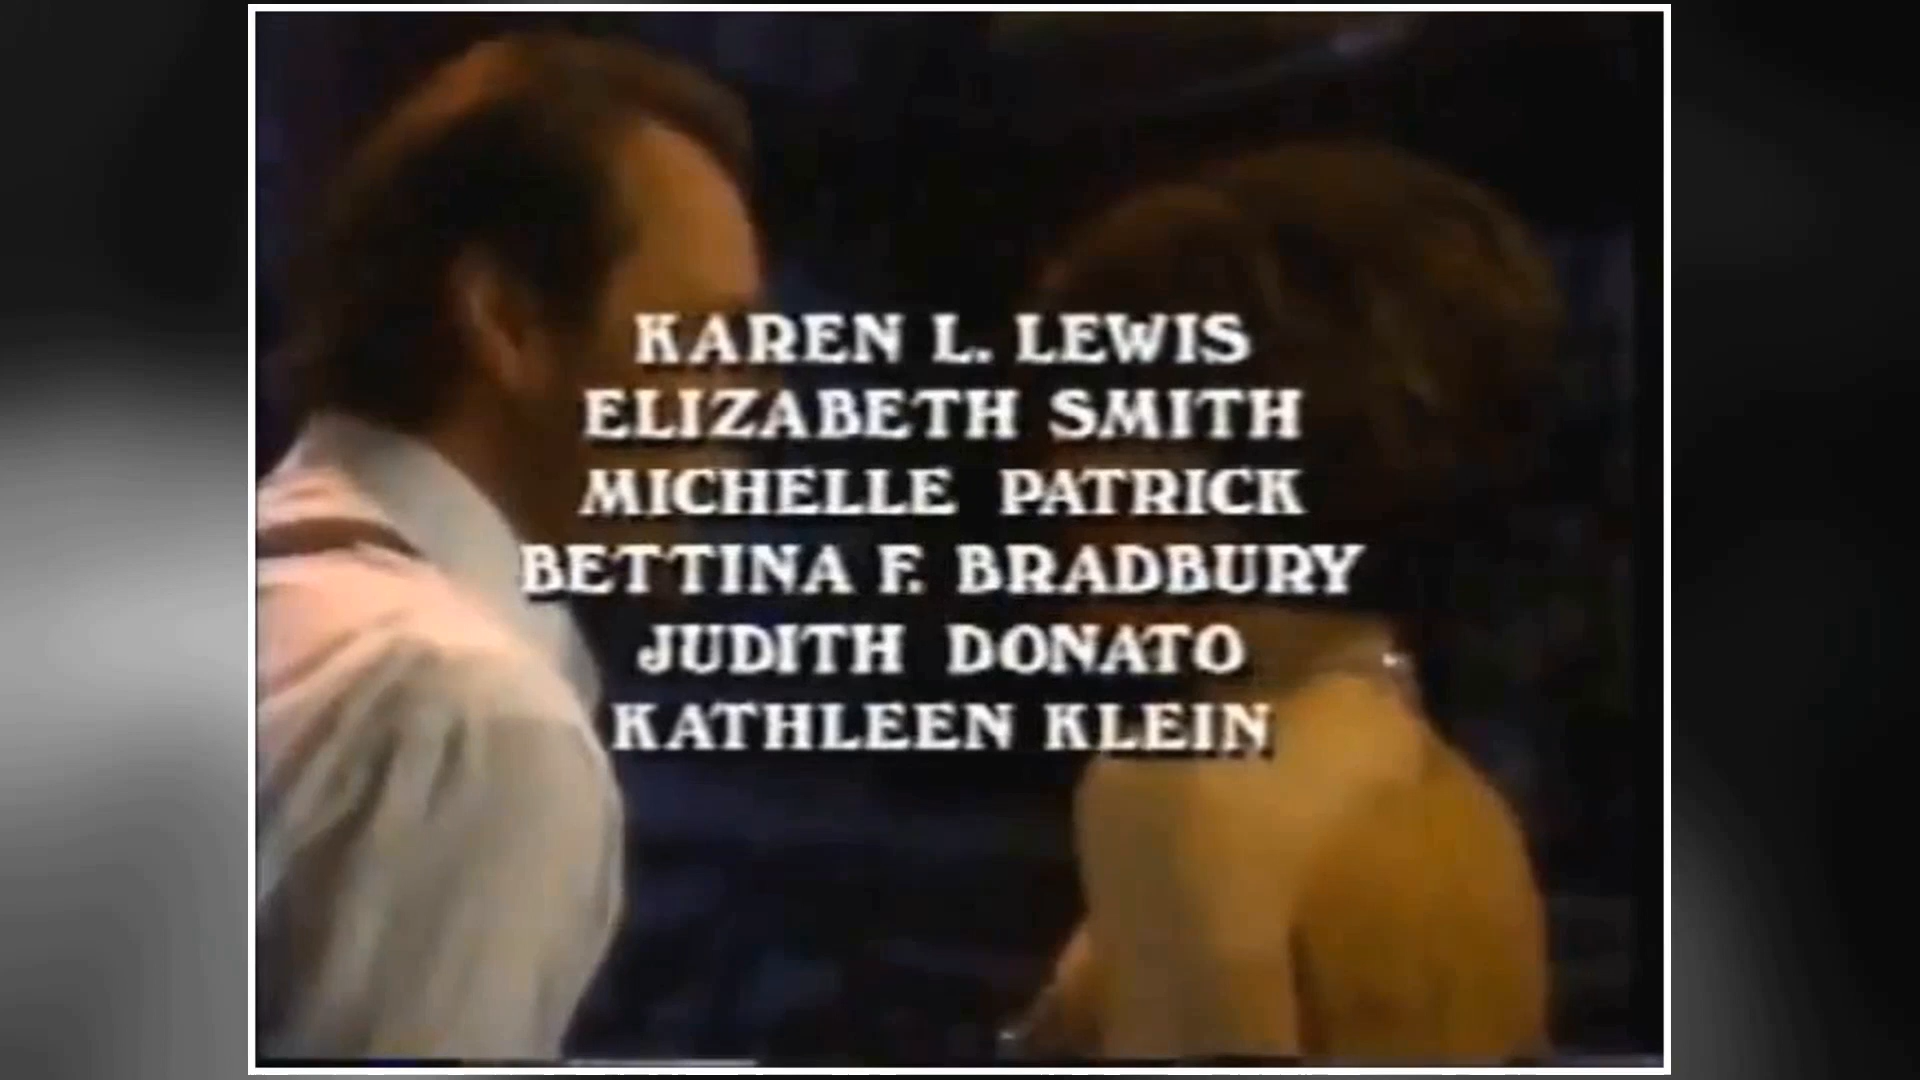 KAREN L. LEWIS
ELIZABETH SMITH
MICHELLE PATRICK
BETTINA F. BRADBURY
JUDITH DONATO
KATHLEEN KLEIN